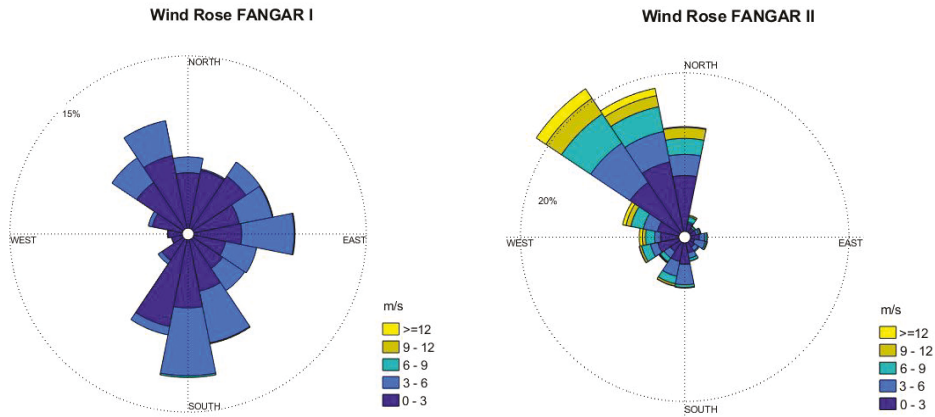 Wind Rose FANGAR I
NORTH
15%
WEST
EAST
SOUTH
m/s
>=12
9 - 12
6 - 9
3 - 6
0 - 3
Wind Rose FANGAR II
NORTH
20%
WEST
EAST
SOUTH
m/s
>=12
9 - 12
6 - 9
3 - 6
0 - 3